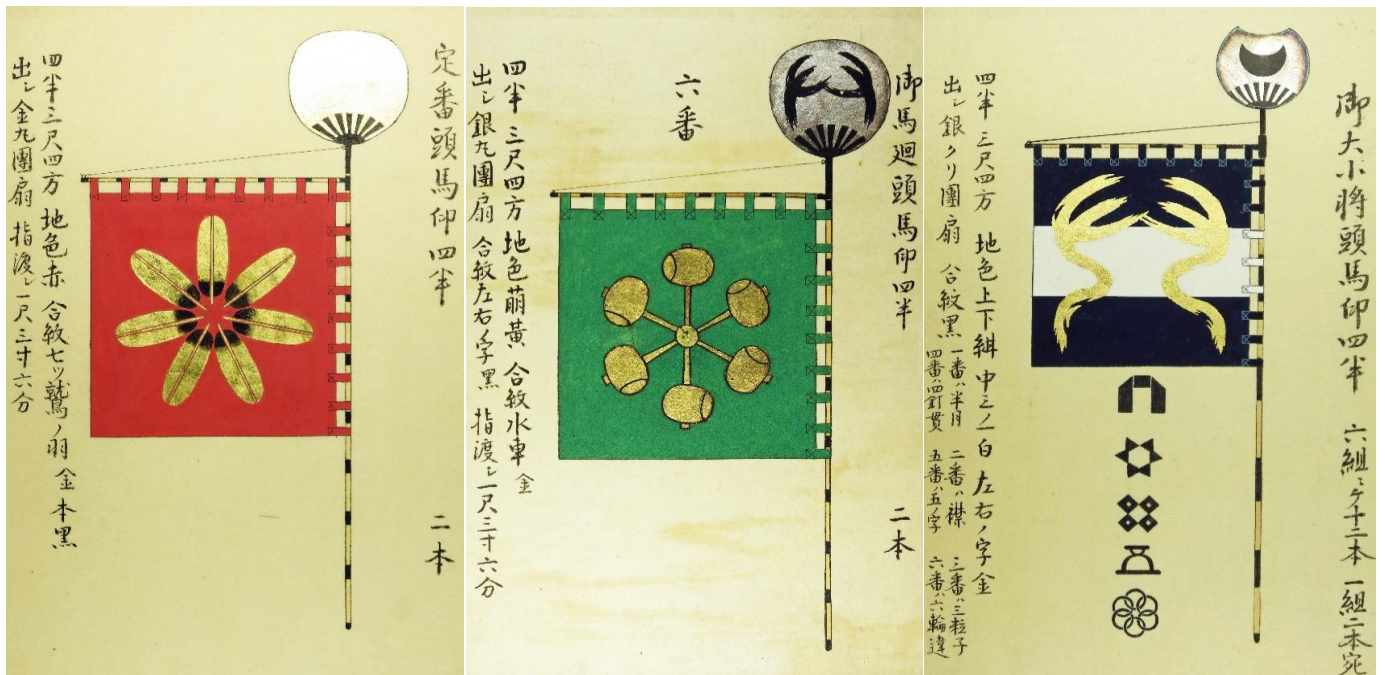 定番頭馬印四半
二本
四半三尺四方 地色赤 合紋七ツ鷲ノ羽 金 本黒
出シ金丸團扇 指渡シ一尺三寸六分
御馬廻頭馬印四半
二本
六番
四半三尺四方 地色萠黄 合紋水車 金
出シ銀丸團扇 合紋左右ノ字黒 指渡シ一尺三寸六分
御大小将頭馬印四半 六組ニケ十二本 一組二本宛
四半三尺四方 地色上下紺 中三ノ一白 左右ノ字金
出シ銀クリ團扇 合紋黒
一番ハ半月 二番ハ襟 三番ハ三粒子
四番ハ四釘貫 五番ハ五ノ字 六番ハ六輪違